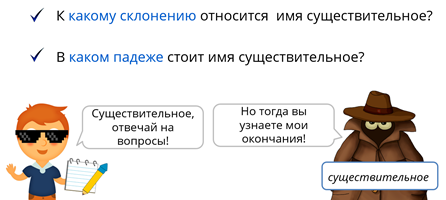 К какому склонению относится имя существительное?
В каком падеже стоит имя существительное?
Существительное,
отвечай на
вопросы!
Но тогда вы
узнаете мои
окончания!
существительное